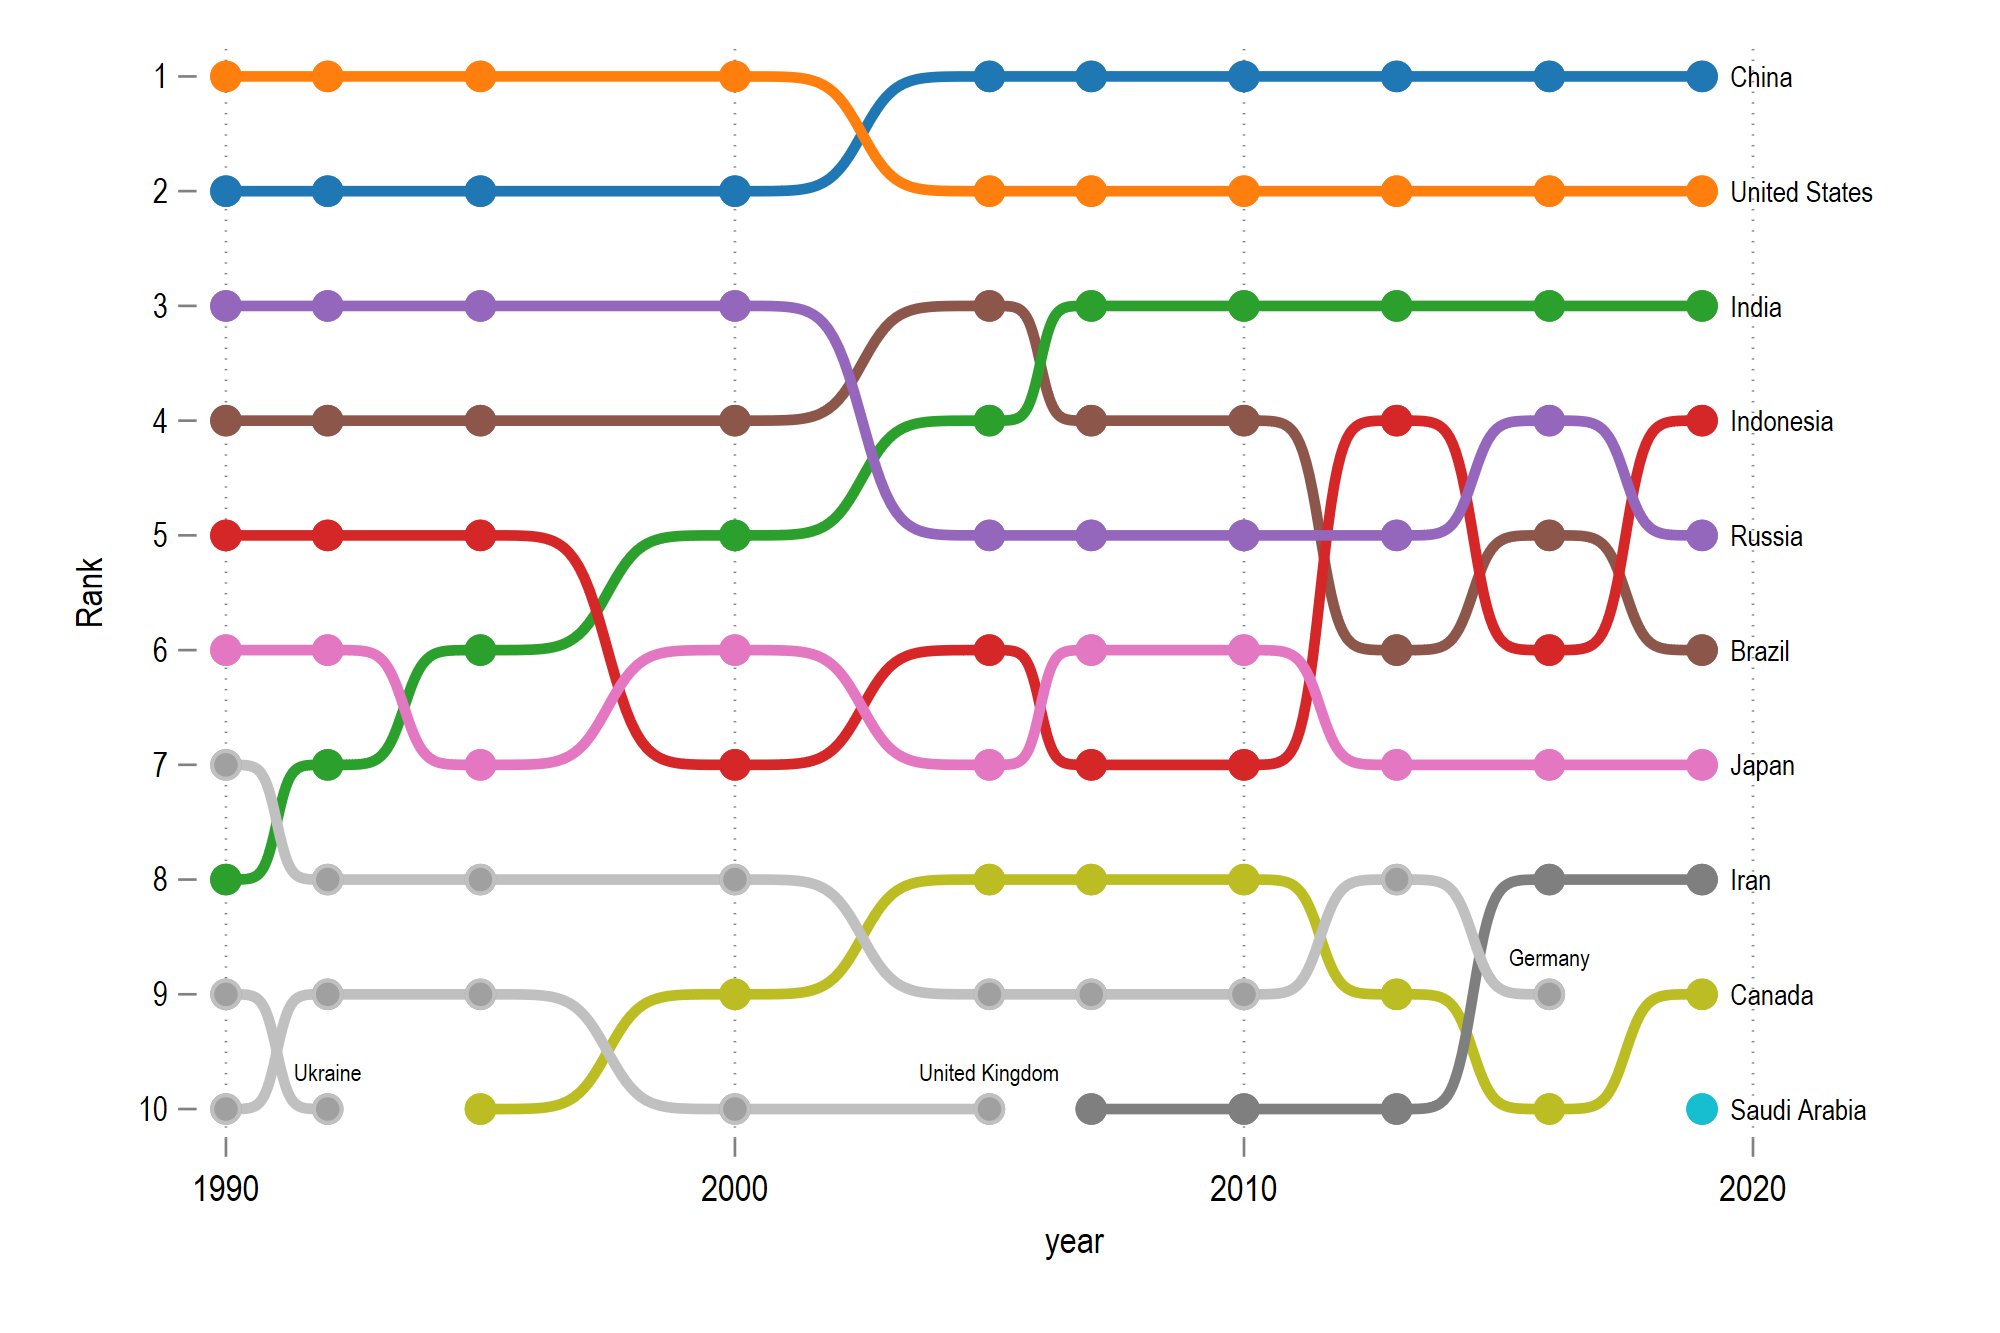 1
China
2
United States
3
India
4
Indonesia
5
Russia
Rank
6
Brazil
7
Japan
8
Iran
Germany
9
Canada
Ukraine
United Kingdom
10
Saudi Arabia
1990
2000
2010
2020
year